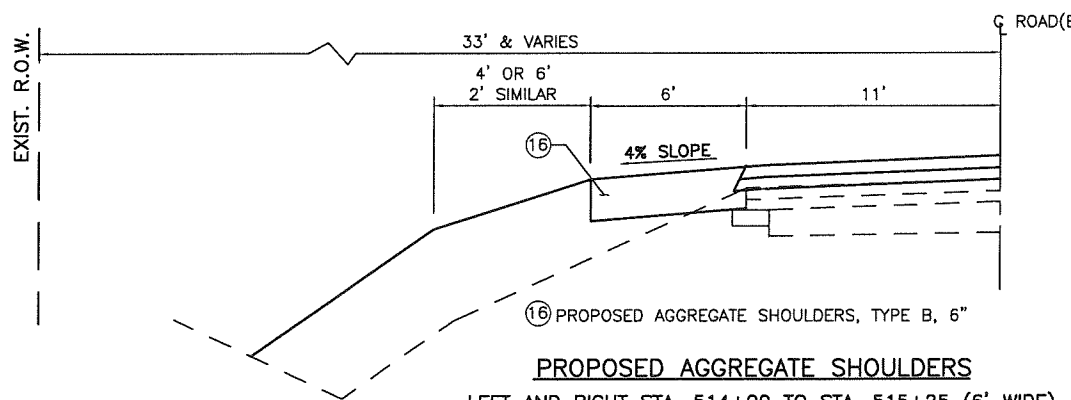 ℄ ROAD(E
EXIST. R.O.W.
33' & VARIES
4' OR 6'
2' SIMILAR
6'
11'
16
4% SLOPE
16 PROPOSED AGGREGATE SHOULDERS, TYPE B, 6"
PROPOSED AGGREGATE SHOULDERS